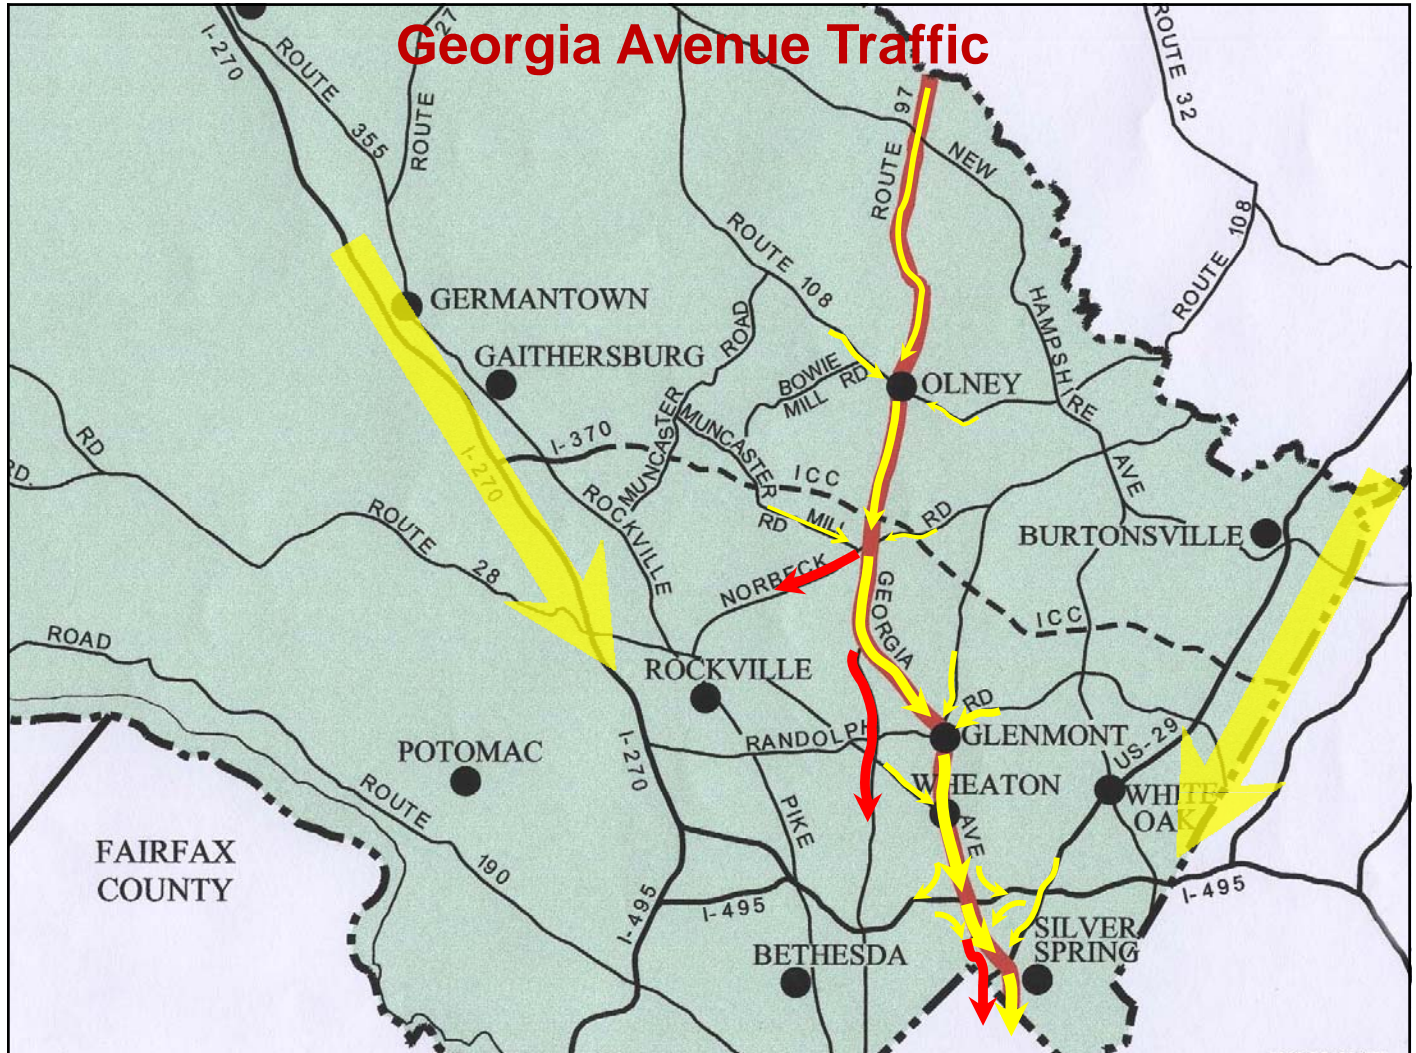 Georgia Avenue Traffic
I-270
ROUTE 355
ROUTE 27
ROUTE 97
NEW HAMPSHIRE AVE
ROUTE 32
ROUTE 108
ROUTE 108
GERMANTOWN
GAITHERSBURG
MUNCASTER ROAD
BOWIE
MILL RD
OLNEY
MUNCASTER
MILL
RD
I-370
I-270
ICC
RD
RD.
RD
ROCKVILLE PIKE
ROUTE 28
NORBECK
GEORGIA AVE
BURTONSVILLE
ICC
ROAD
ROCKVILLE
RANDOLPH
RD
GLENMONT
US-29
POTOMAC
I-270
WHEATON
WHITE
OAK
ROUTE 190
FAIRFAX
COUNTY
I-495
I-495
I-495
BETHESDA
SILVER
SPRING